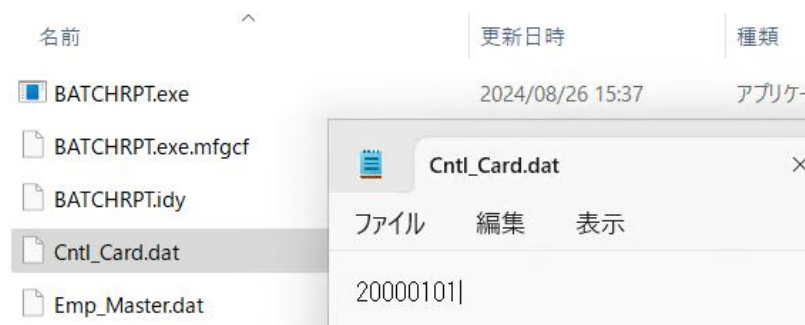 名前 更新日時 種類
BATCHRPT.exe 2024/08/26 15:37 アプリケー
BATCHRPT.exe.mfgcf
BATCHRPT.idy
Cntl_Card.dat
Emp_Master.dat
Cntl_Card.dat
ファイル 編集 表示
20000101